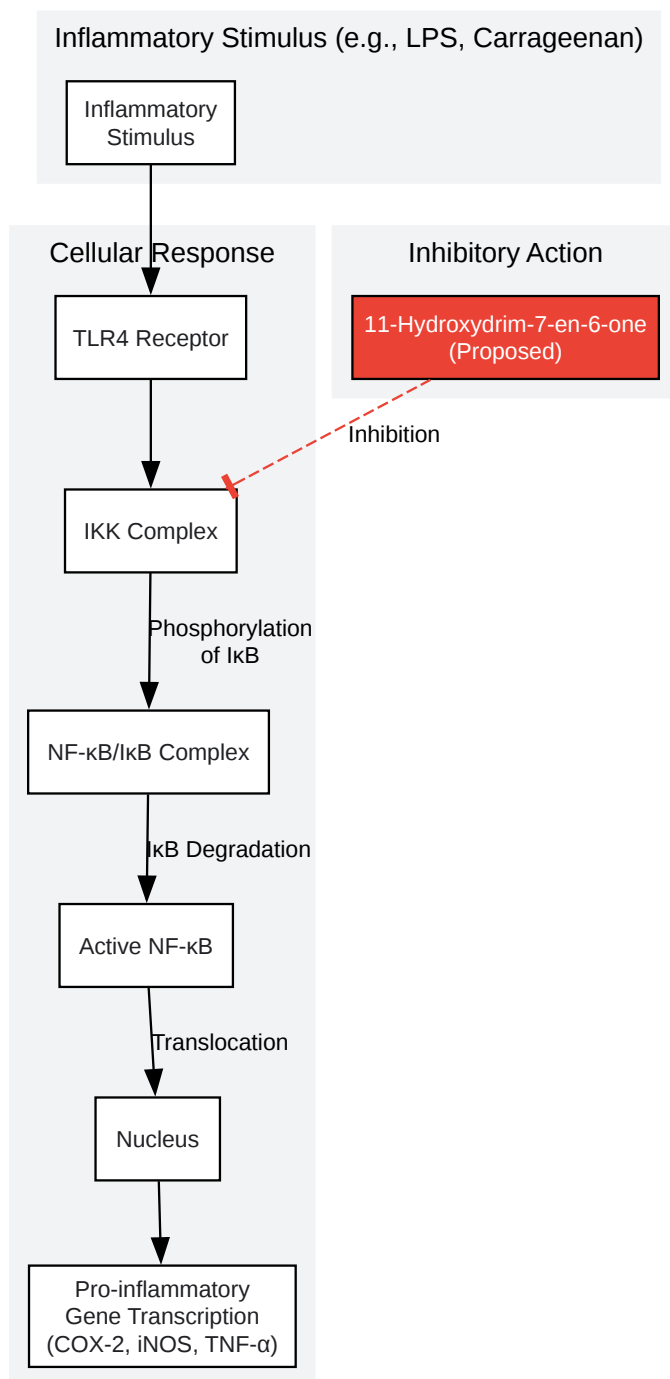 Inflammatory Stimulus (e.g., LPS, Carrageenan)
Inflammatory
Stimulus
Cellular Response
Inhibitory Action
TLR4 Receptor
11-Hydroxydrim-7-en-6-one
(Proposed)
Inhibition
IKK Complex
Phosphorylation
of IκB
NF-κB/IκB Complex
IκB Degradation
Active NF-κB
Translocation
Nucleus
Pro-inflammatory
Gene Transcription
(COX-2, iNOS, TNF-α)